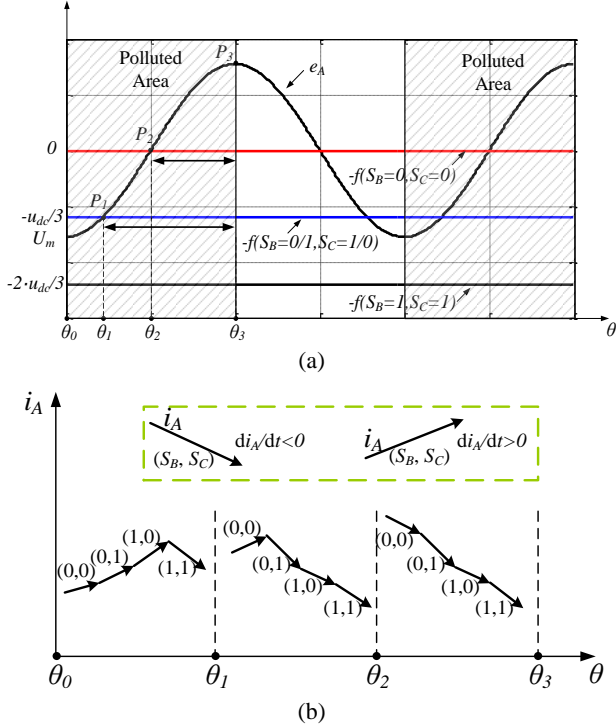 θ
Polluted
Area
P3
eA
Polluted
Area
P2
0
-f(SB=0,SC=0)
P1
-udc/3
Um
-f(SB=0/1,SC=1/0)
-2·udc/3
-f(SB=1,SC=1)
θ0 θ1 θ2 θ3 θ
(a)
iA
iA
diA/dt<0
(SB, SC)
iA
diA/dt>0
(SB, SC)
(0,0) (0,1) (1,0) (1,1)
(0,0) (0,1) (1,0) (1,1)
(0,0) (0,1) (1,0) (1,1)
θ0 θ1 θ2 θ3 θ
(b)